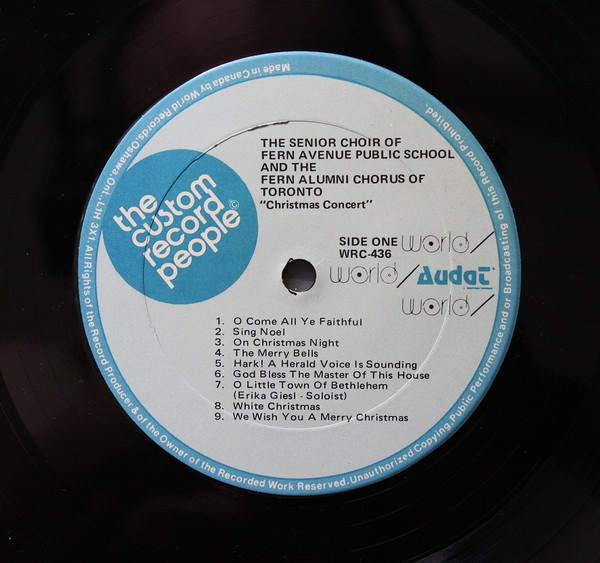 Made in Canada by World Records, Oshawa, Ont., L1H 3X1. All Rights of the Record Producer & of the Owner of the Recorded Work Reserved. Unauthorized Copying, Public Performance and/or Broadcasting of this Record Prohibited.
the
custom
record
people©
THE SENIOR CHOIR OF
FERN AVENUE PUBLIC SCHOOL
AND THE
FERN ALUMNI CHORUS OF
TORONTO
"Christmas Concert"
SIDE ONE world/
WRC-436
world/ Audat
world/
1. O Come All Ye Faithful
2. Sing Noel
3. On Christmas Night
4. The Merry Bells
5. Hark! A Herald Voice Is Sounding
6. God Bless The Master Of This House
7. O Little Town Of Bethlehem
(Erika Giesl - Soloist)
8. White Christmas
9. We Wish You A Merry Christmas